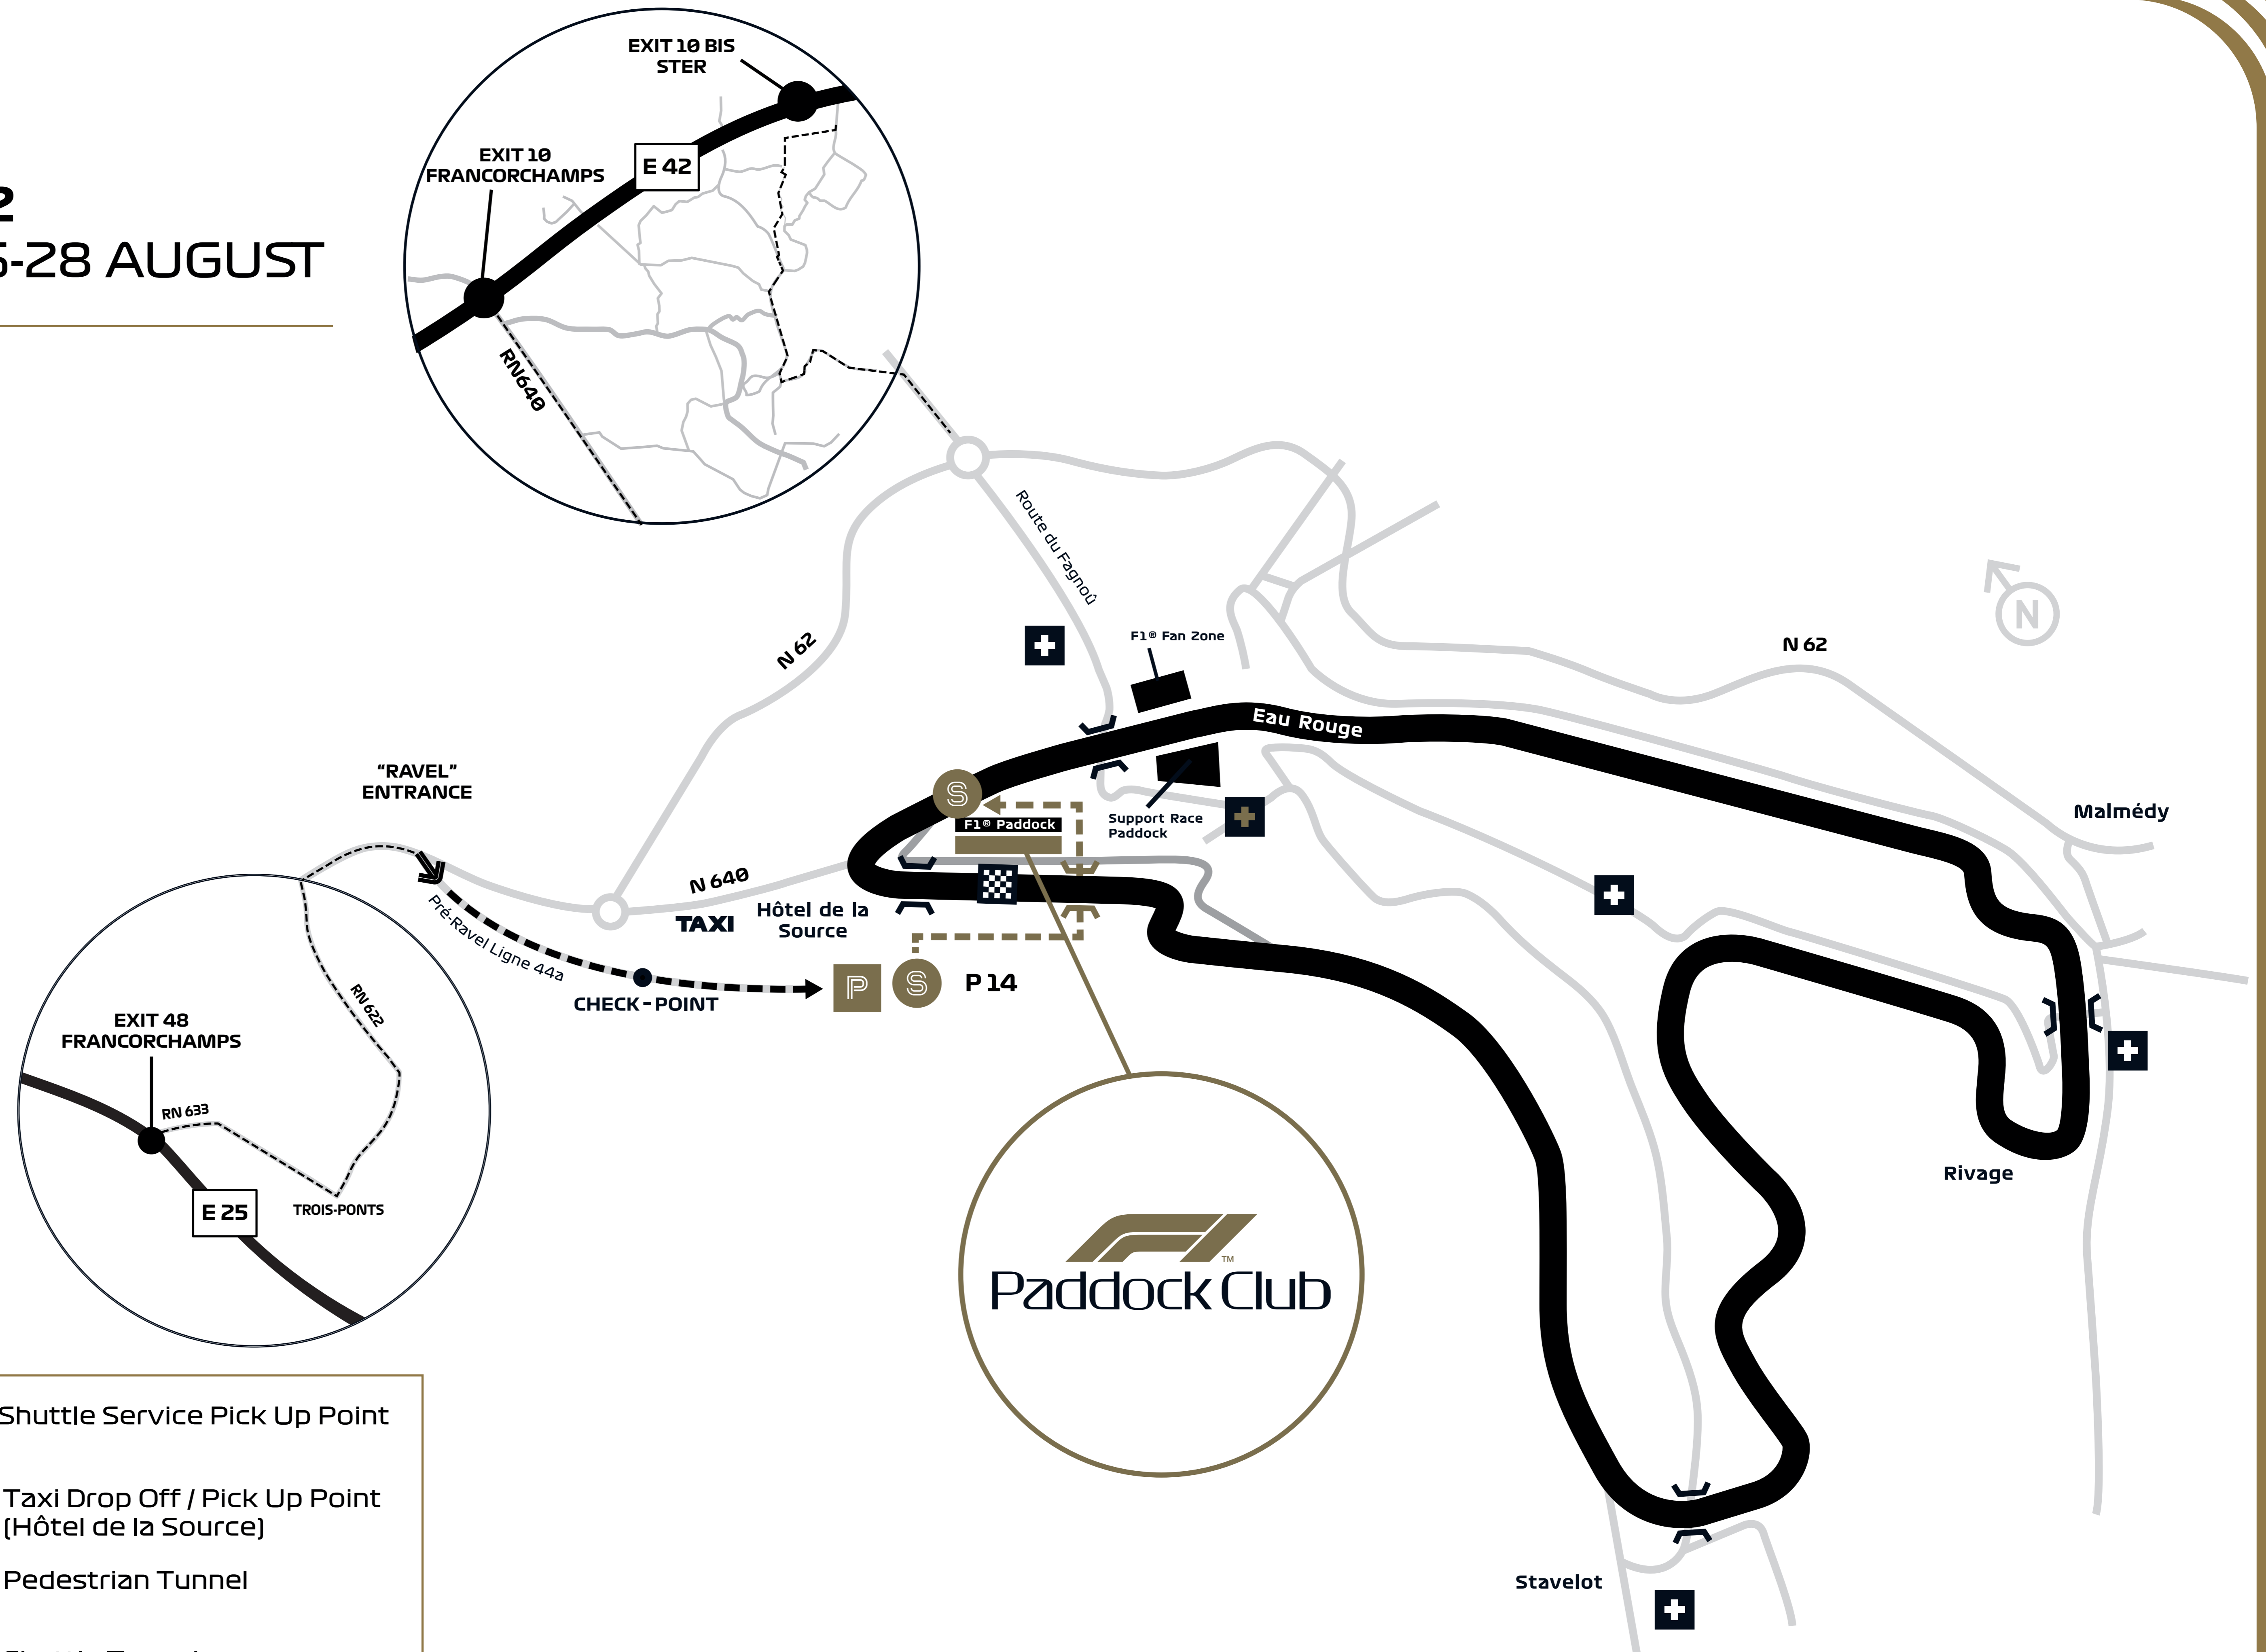 EXIT 10 BIS
STER
EXIT 10
FRANCORCHAMPS
E 42
RN640
2
-28 AUGUST
Route du Fagnoû
N 62
F1® Fan Zone
N 62
Eau Rouge
"RAVEL"
ENTRANCE
Malmédy
F1® Paddock
Support Race
Paddock
N 640
TAXI
Hôtel de la
Source
Pré-Ravel Ligne 44a
CHECK-POINT
P
S
S
P 14
N
RN 622
EXIT 48
FRANCORCHAMPS
RN 633
E 25
TROIS-PONTS
Rivage
F1 ™
Paddock Club
Shuttle Service Pick Up Point
Taxi Drop Off / Pick Up Point
(Hôtel de la Source)
Pedestrian Tunnel
Stavelot